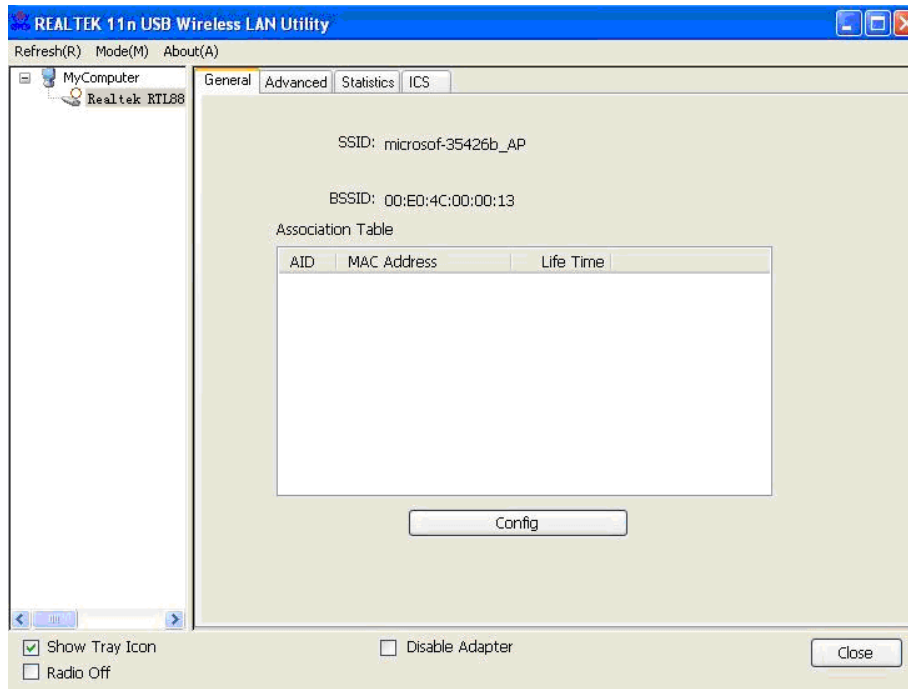 REALTEK 11n USB Wireless LAN Utility
Refresh(R) Mode(M) About(A)
MyComputer
Realtek RTL88
General Advanced Statistics ICS
SSID: microsof-35426b_AP
BSSID: 00:E0:4C:00:00:13
Association Table
AID MAC Address Life Time
Config
Show Tray Icon
Radio Off
Disable Adapter
Close